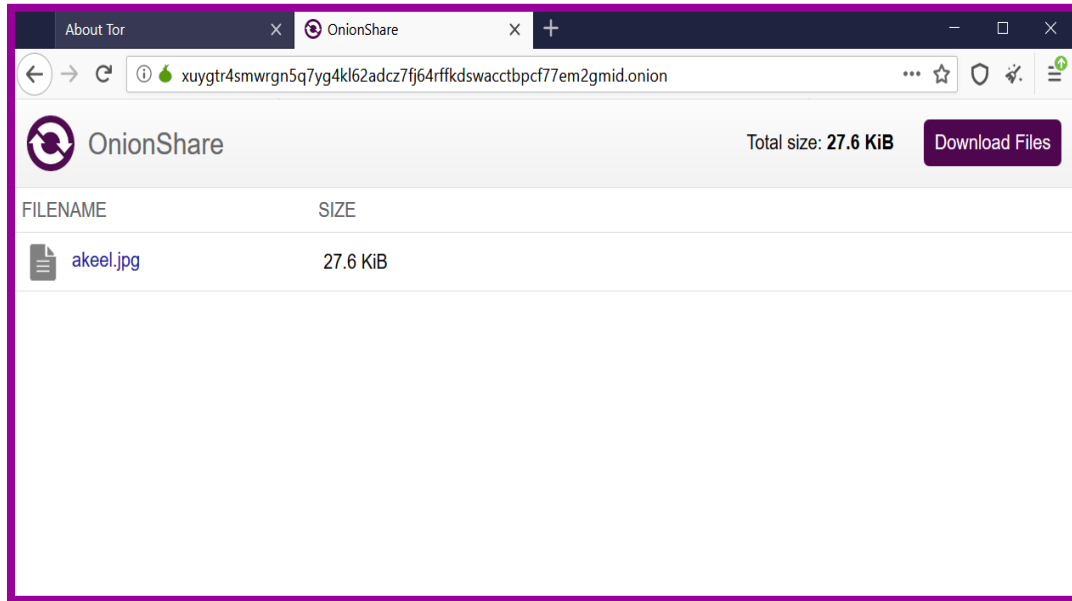 About Tor
OnionShare
xuygtr4smwrgn5q7yg4kl62adcz7fj64rffkdswacctbpcf77em2gmid.onion
OnionShare
Total size: 27.6 KiB
Download Files
FILENAME SIZE
akeel.jpg 27.6 KiB